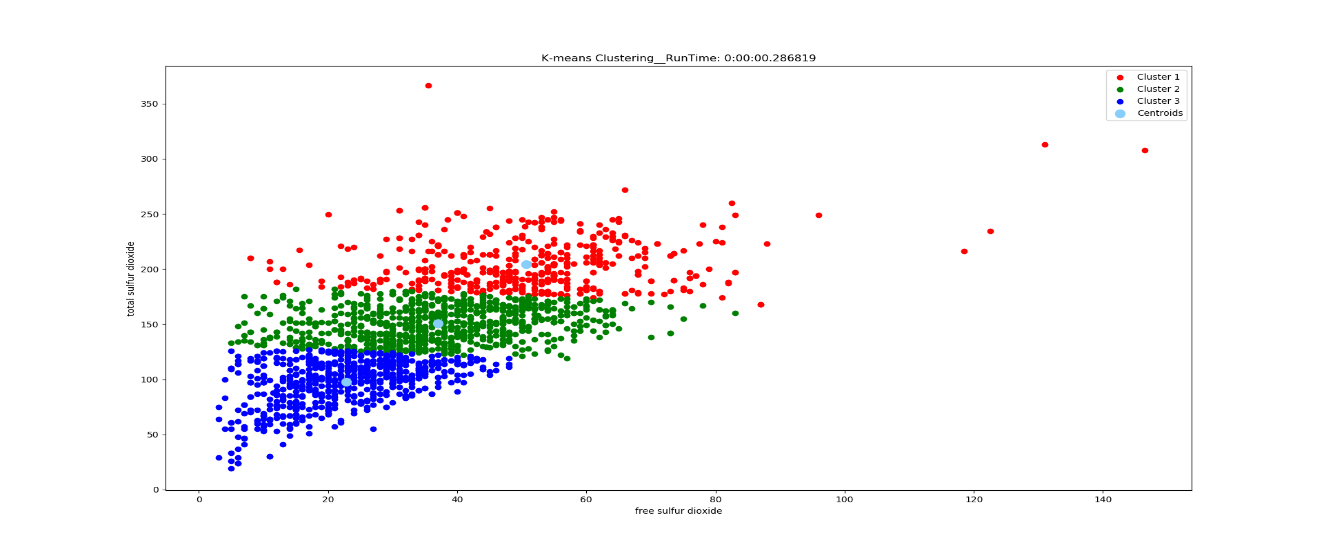 K-means Clustering__RunTime: 0:00:00.286819
Cluster 1
Cluster 2
Cluster 3
Centroids
total sulfur dioxide
350
300
250
200
150
100
50
0
0 20 40 60 80 100 120 140
free sulfur dioxide